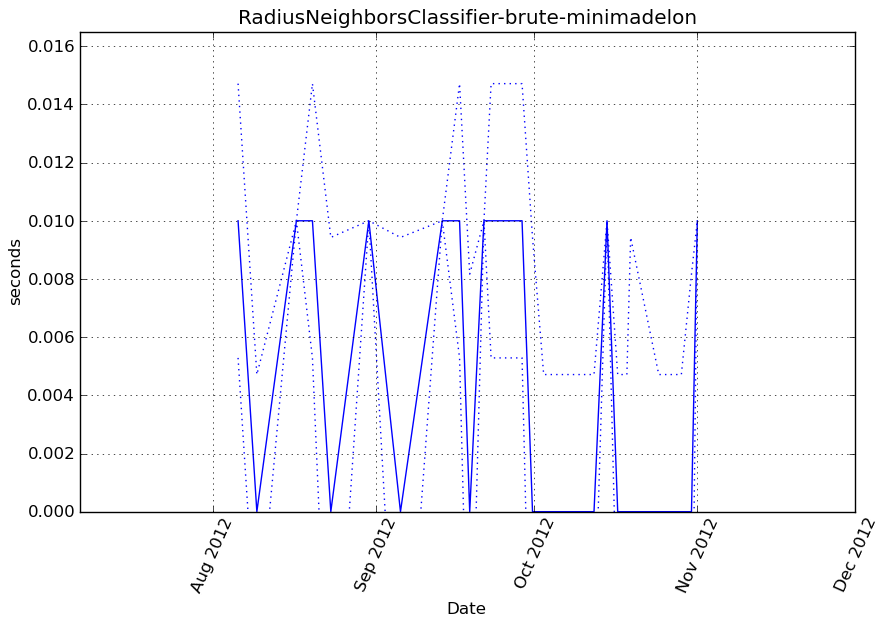 RadiusNeighborsClassifier-brute-minimadelon
0.016
0.014
0.012
0.010
0.008
0.006
0.004
0.002
0.000
seconds
Aug 2012
Sep 2012
Oct 2012
Nov 2012
Dec 2012
Date